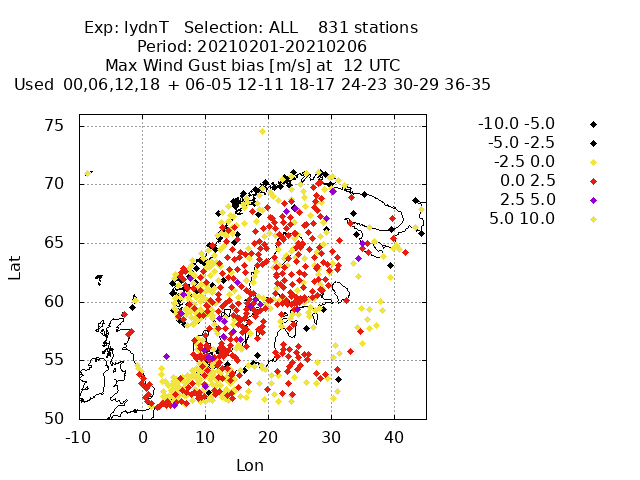 Exp: lydnT   Selection: ALL    831 stations
Period: 20210201-20210206
Max Wind Gust bias [m/s] at  12 UTC
Used  00,06,12,18  + 06-05 12-11 18-17 24-23 30-29 36-35
-10.0 -5.0
-5.0 -2.5
-2.5 0.0
0.0 2.5
2.5 5.0
5.0 10.0
75
70
65
60
55
50
Lat
-10 0 10 20 30 40
Lon